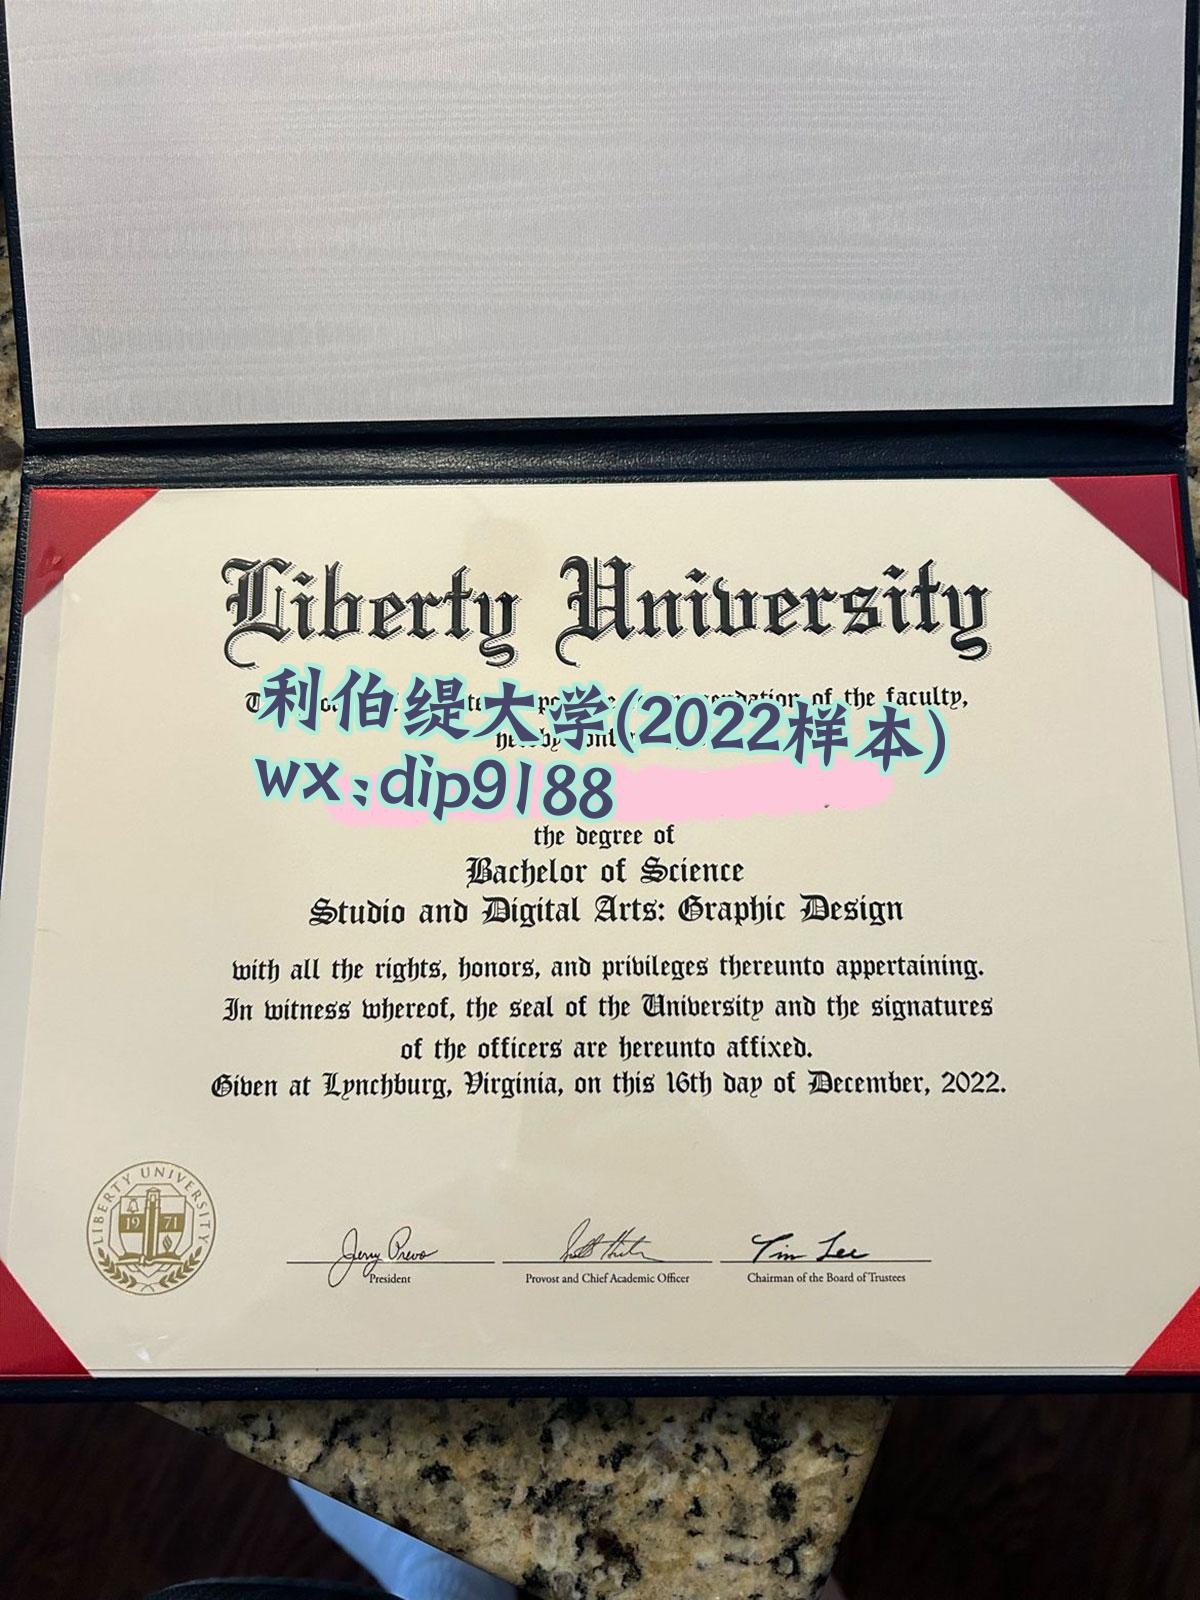 Liberty University
of the faculty,
利伯缇大学(2022样本)
wx:dip9188
the degree of
Bachelor of Science
Studio and Digital Arts: Graphic Design
with all the rights, honors, and privileges thereunto appertaining.
In witness whereof, the seal of the University and the signatures
of the officers are hereunto affixed.
Given at Lynchburg, Virginia, on this 16th day of December, 2022.
LIBERTY UNIVERSITY
19 71
Jerry Prevo
Tim Lee
President
Provost and Chief Academic Officer
Chairman of the Board of Trustees